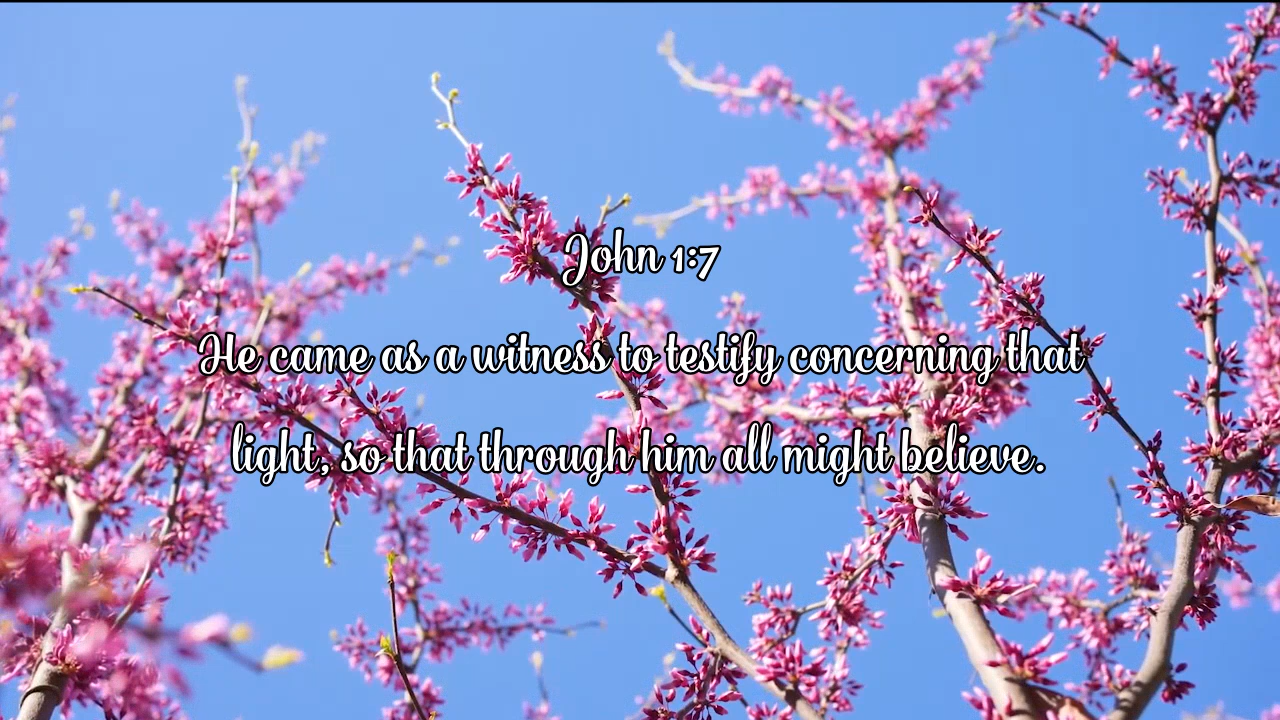 John 1:7
He came as a witness to testify concerning that
light, so that through him all might believe.